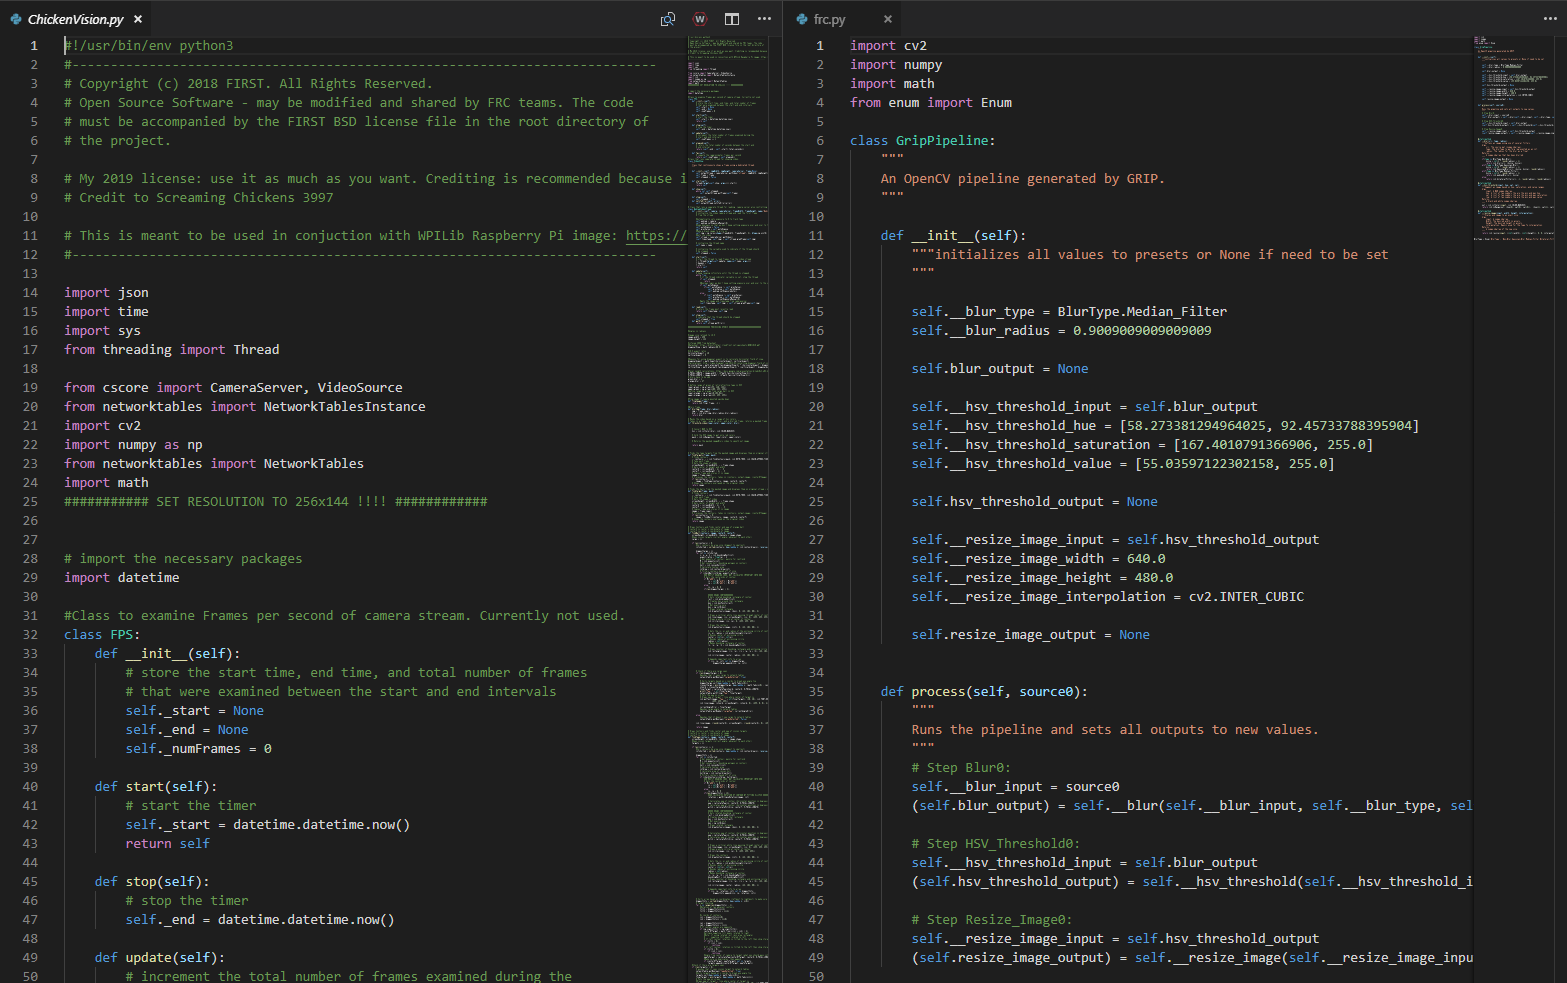 ChickenVision.py
1 #!/usr/bin/env python3
2 #----------------------------------------------------------------------------
3 # Copyright (c) 2018 FIRST. All Rights Reserved.
4 # Open Source Software - may be modified and shared by FRC teams. The code
5 # must be accompanied by the FIRST BSD license file in the root directory of
6 # the project.
7
8 # My 2019 license: use it as much as you want. Crediting is recommended because i
9 # Credit to Screaming Chickens 3997
10
11 # This is meant to be used in conjuction with WPILib Raspberry Pi image: https://
12 #----------------------------------------------------------------------------
13
14 import json
15 import time
16 import sys
17 from threading import Thread
18
19 from cscore import CameraServer, VideoSource
20 from networktables import NetworkTablesInstance
21 import cv2
22 import numpy as np
23 from networktables import NetworkTables
24 import math
25 ########### SET RESOLUTION TO 256x144 !!!! ############
26
27
28 # import the necessary packages
29 import datetime
30
31 #Class to examine Frames per second of camera stream. Currently not used.
32 class FPS:
33     def __init__(self):
34         # store the start time, end time, and total number of frames
35         # that were examined between the start and end intervals
36         self._start = None
37         self._end = None
38         self._numFrames = 0
39
40     def start(self):
41         # start the timer
42         self._start = datetime.datetime.now()
43         return self
44
45     def stop(self):
46         # stop the timer
47         self._end = datetime.datetime.now()
48
49     def update(self):
50         # increment the total number of frames examined during the
frc.py
1 import cv2
2 import numpy
3 import math
4 from enum import Enum
5
6 class GripPipeline:
7     """
8     An OpenCV pipeline generated by GRIP.
9     """
10
11     def __init__(self):
12         """initializes all values to presets or None if need to be set
13         """
14
15         self.__blur_type = BlurType.Median_Filter
16         self.__blur_radius = 0.9009009009009009
17
18         self.blur_output = None
19
20         self.__hsv_threshold_input = self.blur_output
21         self.__hsv_threshold_hue = [58.273381294964025, 92.45733788395904]
22         self.__hsv_threshold_saturation = [167.4010791366906, 255.0]
23         self.__hsv_threshold_value = [55.03597122302158, 255.0]
24
25         self.hsv_threshold_output = None
26
27         self.__resize_image_input = self.hsv_threshold_output
28         self.__resize_image_width = 640.0
29         self.__resize_image_height = 480.0
30         self.__resize_image_interpolation = cv2.INTER_CUBIC
31
32         self.resize_image_output = None
33
34
35     def process(self, source0):
36         """
37         Runs the pipeline and sets all outputs to new values.
38         """
39         # Step Blur0:
40         self.__blur_input = source0
41         (self.blur_output) = self.__blur(self.__blur_input, self.__blur_type, sel
42
43         # Step HSV_Threshold0:
44         self.__hsv_threshold_input = self.blur_output
45         (self.hsv_threshold_output) = self.__hsv_threshold(self.__hsv_threshold_i
46
47         # Step Resize_Image0:
48         self.__resize_image_input = self.hsv_threshold_output
49         (self.resize_image_output) = self.__resize_image(self.__resize_image_inpu
50